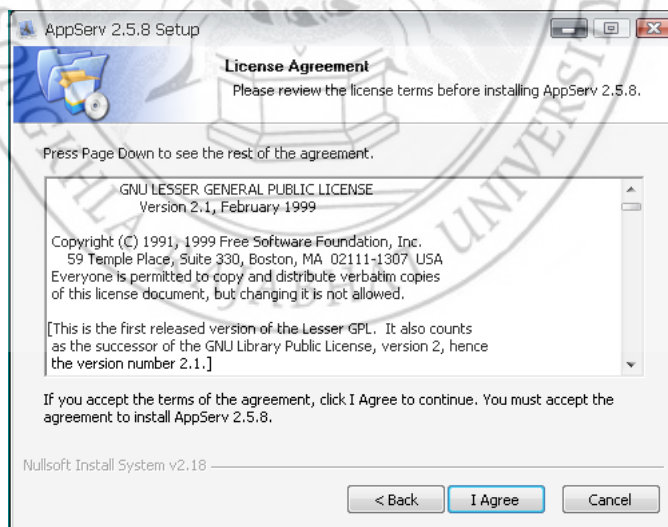 AppServ 2.5.8 Setup
License Agreement
Please review the license terms before installing AppServ 2.5.8.
Press Page Down to see the rest of the agreement.
GNU LESSER GENERAL PUBLIC LICENSE
Version 2.1, February 1999
Copyright (C) 1991, 1999 Free Software Foundation, Inc.
59 Temple Place, Suite 330, Boston, MA 02111-1307 USA
Everyone is permitted to copy and distribute verbatim copies
of this license document, but changing it is not allowed.
[This is the first released version of the Lesser GPL. It also counts
as the successor of the GNU Library Public License, version 2, hence
the version number 2.1.]
If you accept the terms of the agreement, click I Agree to continue. You must accept the
agreement to install AppServ 2.5.8.
Nullsoft Install System v2.18
< Back
I Agree
Cancel
RAJABHAT